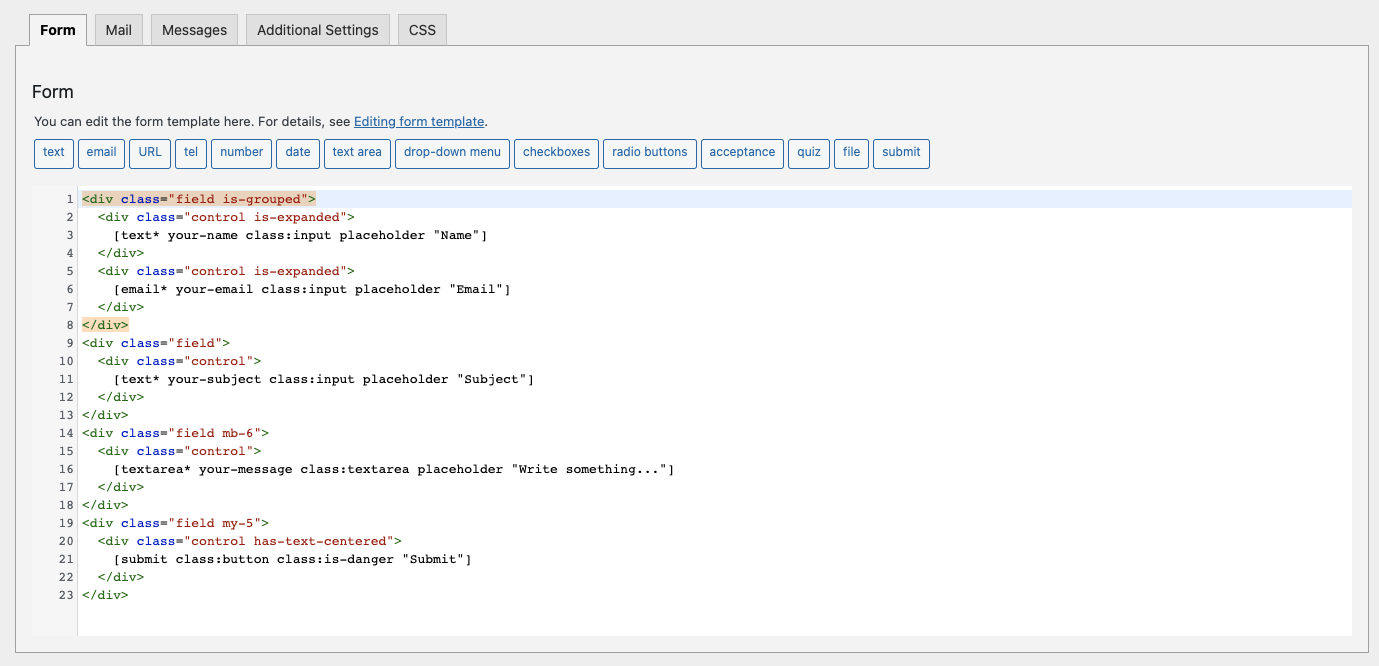 Form Mail Messages Additional Settings CSS
Form
You can edit the form template here. For details, see Editing form template.
text email URL tel number date text area drop-down menu checkboxes radio buttons acceptance quiz file submit
1 <div class="field is-grouped">
2   <div class="control is-expanded">
3     [text* your-name class:input placeholder "Name"]
4   </div>
5   <div class="control is-expanded">
6     [email* your-email class:input placeholder "Email"]
7   </div>
8 </div>
9 <div class="field">
10   <div class="control">
11     [text* your-subject class:input placeholder "Subject"]
12   </div>
13 </div>
14 <div class="field mb-6">
15   <div class="control">
16     [textarea* your-message class:textarea placeholder "Write something..."]
17   </div>
18 </div>
19 <div class="field my-5">
20   <div class="control has-text-centered">
21     [submit class:button class:is-danger "Submit"]
22   </div>
23 </div>